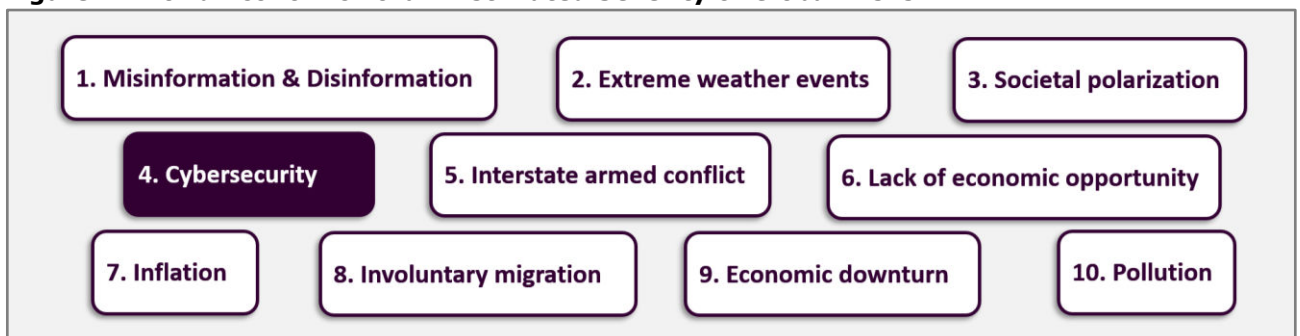 1. Misinformation & Disinformation
2. Extreme weather events
3. Societal polarization
4. Cybersecurity
5. Interstate armed conflict
6. Lack of economic opportunity
7. Inflation
8. Involuntary migration
9. Economic downturn
10. Pollution